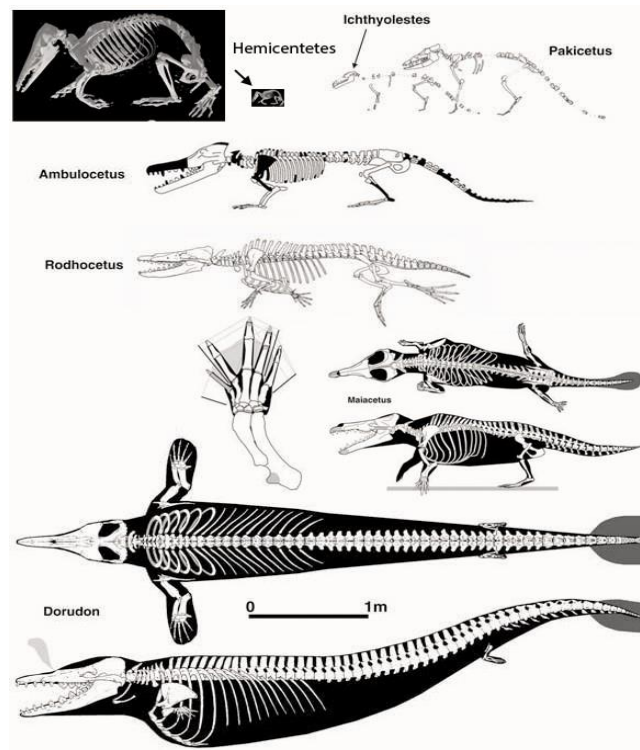 Ichthyolestes
Hemicentetes
Pakicetus
Ambulocetus
Rodhocetus
Maiacetus
Dorudon
0 1m